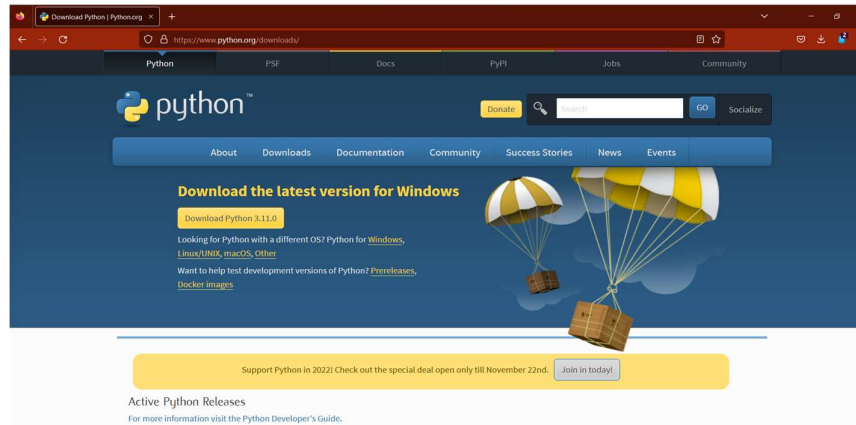 Download Python | Python.org
https://www.python.org/downloads/
Python PSF Docs PyPI Jobs Community
python™
Donate Search GO Socialize
About Downloads Documentation Community Success Stories News Events
Download the latest version for Windows
Download Python 3.11.0
Looking for Python with a different OS? Python for Windows,
Linux/UNIX, macOS, Other
Want to help test development versions of Python? Prereleases,
Docker images
Support Python in 2022! Check out the special deal open only till November 22nd. Join in today!
Active Python Releases
For more information visit the Python Developer's Guide.